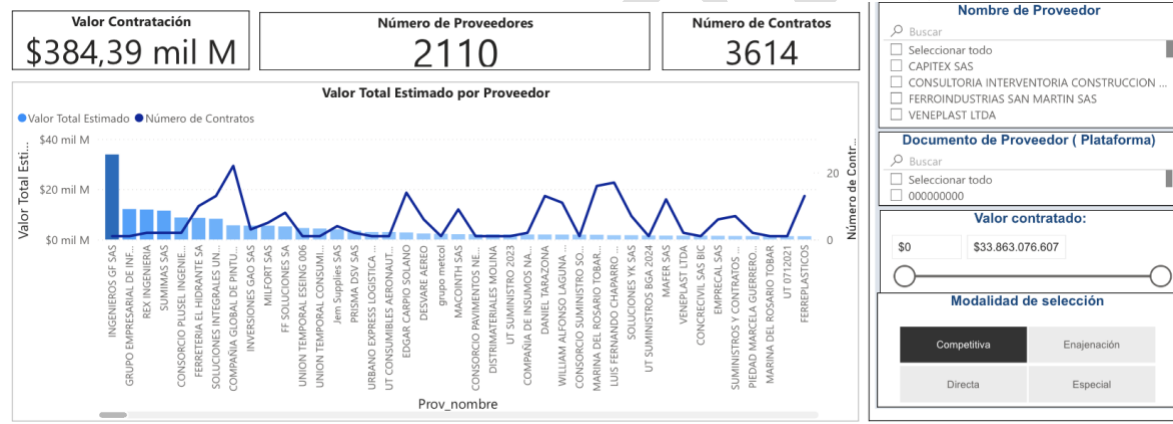 Valor Contratación
$384,39 mil M
Número de Proveedores
2110
Número de Contratos
3614
Valor Total Estimado por Proveedor
Valor Total Estimado
Número de Contratos
Valor Total Esti...
$40 mil M
$20 mil M
$0 mil M
20
0
Número de Contr...
INGENIEROS GF SAS
GRUPO EMPRESARIAL DE INF...
REX INGENIERIA
SUMIMAS SAS
CONSORCIO PLUSEL INGENIE...
FERRETERIA EL HIDRANTE SA
SOLUCIONES INTEGRALES UN...
COMPAÑIA GLOBAL DE PINTU...
INVERSIONES GAO SAS
MILFORT SAS
FF SOLUCIONES SA
UNION TEMPORAL ESEING 006
UNION TEMPORAL CONSUMI...
Jem Supplies SAS
PRISMA DSV SAS
URBANO EXPRESS LOGISTICA ...
UT CONSUMIBLES AERONAUT...
EDGAR CARPIO SOLANO
DESVARE AEREO
grupo metcol
MACOINTH SAS
CONSORCIO PAVIMENTOS NE...
DISTRIMATERIALES MOLINA
UT SUMINISTRO 2023
COMPAÑIA DE INSUMOS NA...
DANIEL TARAZONA
WILLIAM ALFONSO LAGUNA ...
CONSORCIO SUMINISTRO SO...
MARINA DEL ROSARIO TOBAR...
LUIS FERNANDO CHAPARRO...
SOLUCIONES YK SAS
UT SUMINISTROS BGA 2024
MAFER SAS
VENEPLAST LTDA
CONCRECIVIL SAS BIC
EMPRECAL SAS
SUMINISTROS Y CONTRATOS ...
PIEDAD MARCELA GUERRERO...
MARINA DEL ROSARIO TOBAR
UT 0712021
FERREPLASTICOS
Prov_nombre
Nombre de Proveedor
Buscar
Seleccionar todo
CAPITEX SAS
CONSULTORIA INTERVENTORIA CONSTRUCCION ...
FERROINDUSTRIAS SAN MARTIN SAS
VENEPLAST LTDA
Documento de Proveedor ( Plataforma)
Buscar
Seleccionar todo
000000000
Valor contratado:
$0
$33.863.076.607
Modalidad de selección
Competitiva
Enajenación
Directa
Especial